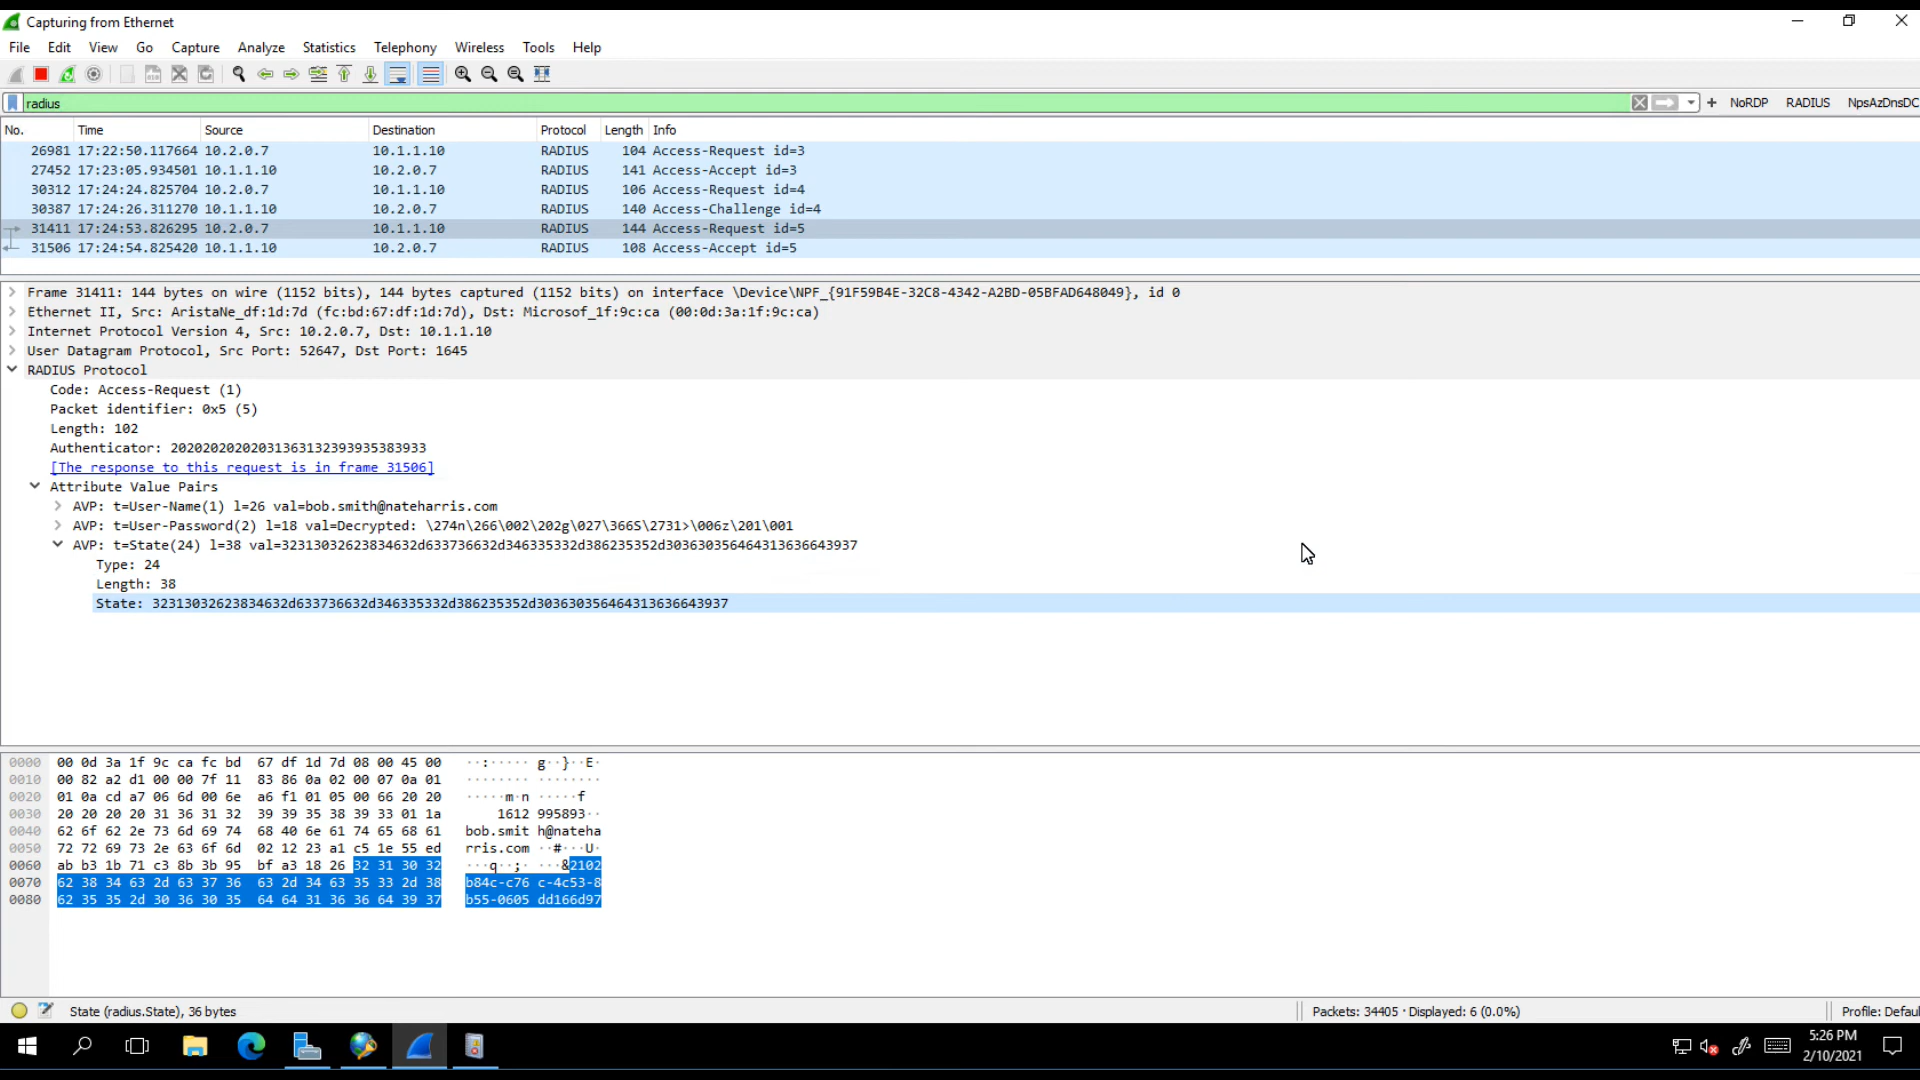 Capturing from Ethernet
File Edit View Go Capture Analyze Statistics Telephony Wireless Tools Help
radius
NoRDP RADIUS NpsAzDnsDC
No. Time Source Destination Protocol Length Info
26981 17:22:50.117664 10.2.0.7 10.1.1.10 RADIUS 104 Access-Request id=3
27452 17:23:05.934501 10.1.1.10 10.2.0.7 RADIUS 141 Access-Accept id=3
30312 17:24:24.825704 10.2.0.7 10.1.1.10 RADIUS 106 Access-Request id=4
30387 17:24:26.311270 10.1.1.10 10.2.0.7 RADIUS 140 Access-Challenge id=4
31411 17:24:53.826295 10.2.0.7 10.1.1.10 RADIUS 144 Access-Request id=5
31506 17:24:54.825420 10.1.1.10 10.2.0.7 RADIUS 108 Access-Accept id=5
Frame 31411: 144 bytes on wire (1152 bits), 144 bytes captured (1152 bits) on interface \Device\NPF_{91F59B4E-32C8-4342-A2BD-05BFAD648049}, id 0
Ethernet II, Src: AristaNe_df:1d:7d (fc:bd:67:df:1d:7d), Dst: Microsof_1f:9c:ca (00:0d:3a:1f:9c:ca)
Internet Protocol Version 4, Src: 10.2.0.7, Dst: 10.1.1.10
User Datagram Protocol, Src Port: 52647, Dst Port: 1645
RADIUS Protocol
Code: Access-Request (1)
Packet identifier: 0x5 (5)
Length: 102
Authenticator: 20202020202031363132393935383933
[The response to this request is in frame 31506]
Attribute Value Pairs
AVP: t=User-Name(1) l=26 val=bob.smith@nateharris.com
AVP: t=User-Password(2) l=18 val=Decrypted: \274n\266\002\202g\027\366S\2731>\006z\201\001
AVP: t=State(24) l=38 val=32313032623834632d633736632d346335332d386235352d303630356464313636643937
Type: 24
Length: 38
State: 32313032623834632d633736632d346335332d386235352d303630356464313636643937
0000 00 0d 3a 1f 9c ca fc bd 67 df 1d 7d 08 00 45 00 ··:····· g··}··E·
0010 00 82 a2 d1 00 00 7f 11 83 86 0a 02 00 07 0a 01 ········ ········
0020 01 0a cd a7 06 6d 00 6e a6 f1 01 05 00 66 20 20 ·····m·n ·····f
0030 20 20 20 20 31 36 31 32 39 39 35 38 39 33 01 1a 1612 995893··
0040 62 6f 62 2e 73 6d 69 74 68 40 6e 61 74 65 68 61 bob.smit h@nateha
0050 72 72 69 73 2e 63 6f 6d 02 12 23 a1 c5 1e 55 ed rris.com ··#···U·
0060 ab b3 1b 71 c3 8b 3b 95 bf a3 18 26 32 31 30 32 ···q··;· ···&2102
0070 62 38 34 63 2d 63 37 36 63 2d 34 63 35 33 2d 38 b84c-c76 c-4c53-8
0080 62 35 35 2d 30 36 30 35 64 64 31 36 36 64 39 37 b55-0605 dd166d97
State (radius.State), 36 bytes
Packets: 34405 · Displayed: 6 (0.0%)
Profile: Defaul
5:26 PM
2/10/2021